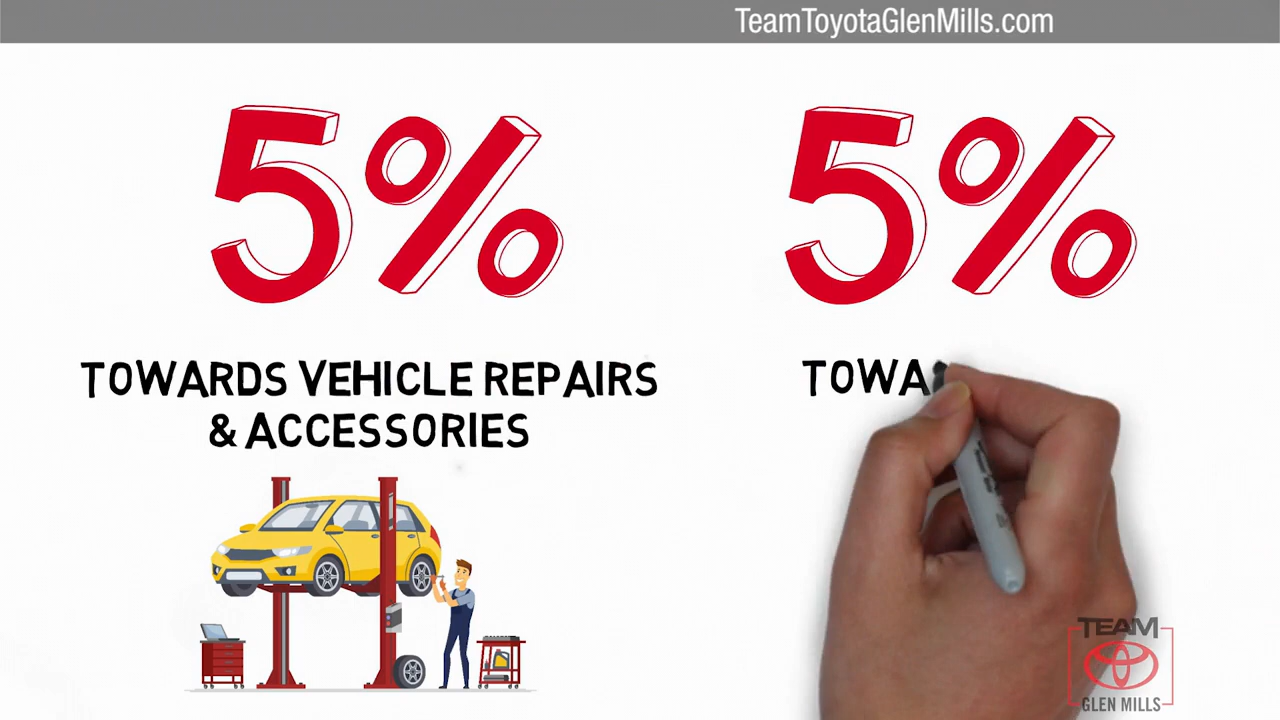 TeamToyotaGlenMills.com
5%
5%
TOWARDS VEHICLE REPAIRS
& ACCESSORIES
TOWA
TEAM
GLEN MILLS